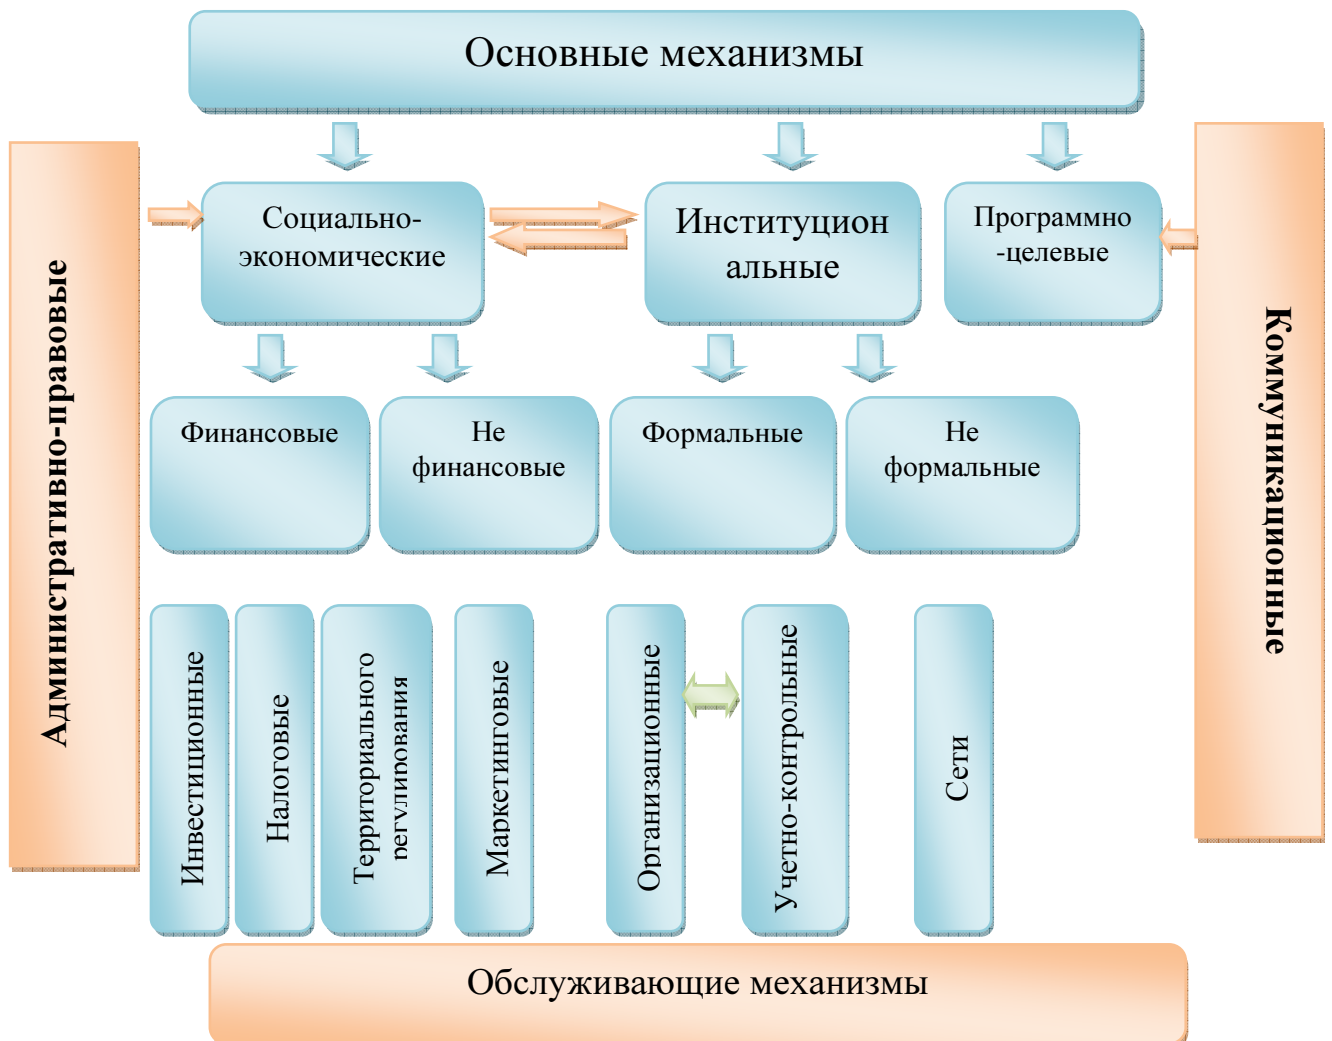 Основные механизмы
Административно-правовые
Социально-
экономические
Институцион
альные
Программно
-целевые
Коммуникационные
Финансовые
Не
финансовые
Формальные
Не
формальные
Инвестиционные
Налоговые
Территориального
регулирования
Маркетинговые
Организационные
Учетно-контрольные
Сети
Обслуживающие механизмы